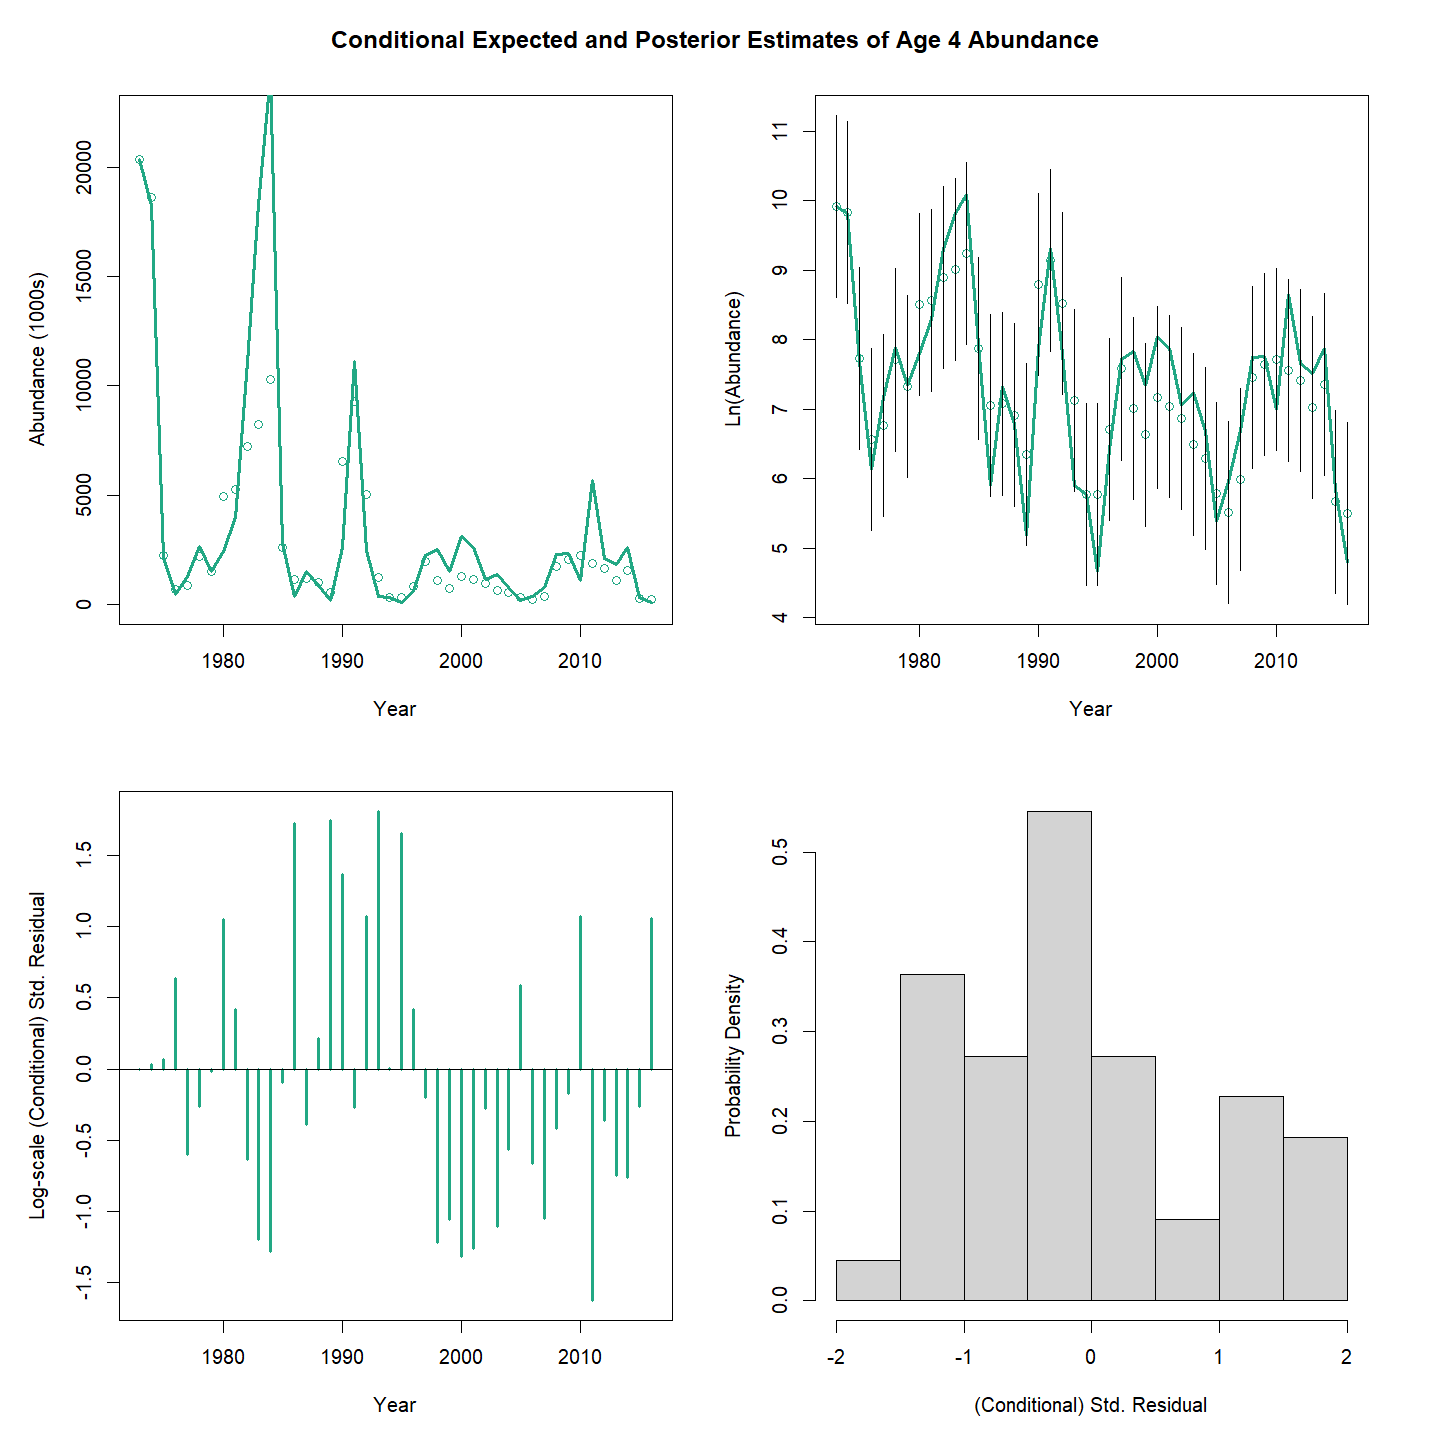 Conditional Expected and Posterior Estimates of Age 4 Abundance
Abundance (1000s)
20000
15000
10000
5000
0
1980 1990 2000 2010
Year
Ln(Abundance)
11
10
9
8
7
6
5
4
1980 1990 2000 2010
Year
Log-scale (Conditional) Std. Residual
1.5
1.0
0.5
0.0
-0.5
-1.0
-1.5
1980 1990 2000 2010
Year
Probability Density
0.5
0.4
0.3
0.2
0.1
0.0
-2 -1 0 1 2
(Conditional) Std. Residual